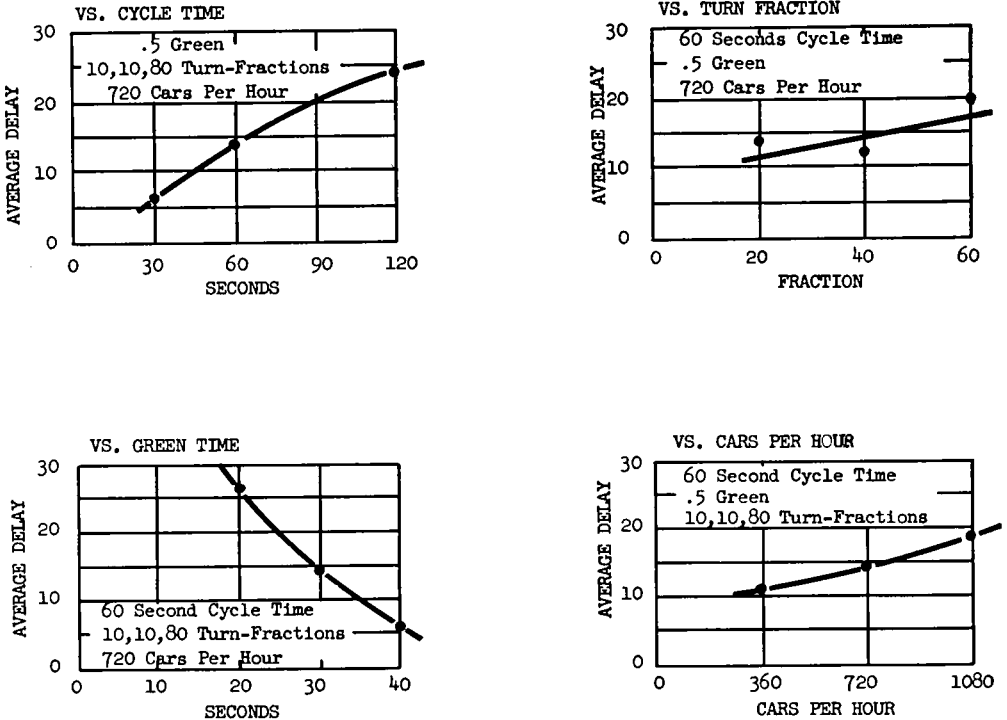 VS. CYCLE TIME
30
.5 Green
10,10,80 Turn-Fractions
720 Cars Per Hour
20
10
0
AVERAGE DELAY
0 30 60 90 120
SECONDS
VS. TURN FRACTION
30
60 Seconds Cycle Time
.5 Green
720 Cars Per Hour
20
10
0
AVERAGE DELAY
0 20 40 60
FRACTION
VS. GREEN TIME
30
20
10
60 Second Cycle Time
10,10,80 Turn-Fractions
720 Cars Per Hour
0
AVERAGE DELAY
0 10 20 30 40
SECONDS
VS. CARS PER HOUR
30
60 Second Cycle Time
.5 Green
10,10,80 Turn-Fractions
20
10
0
AVERAGE DELAY
0 360 720 1080
CARS PER HOUR